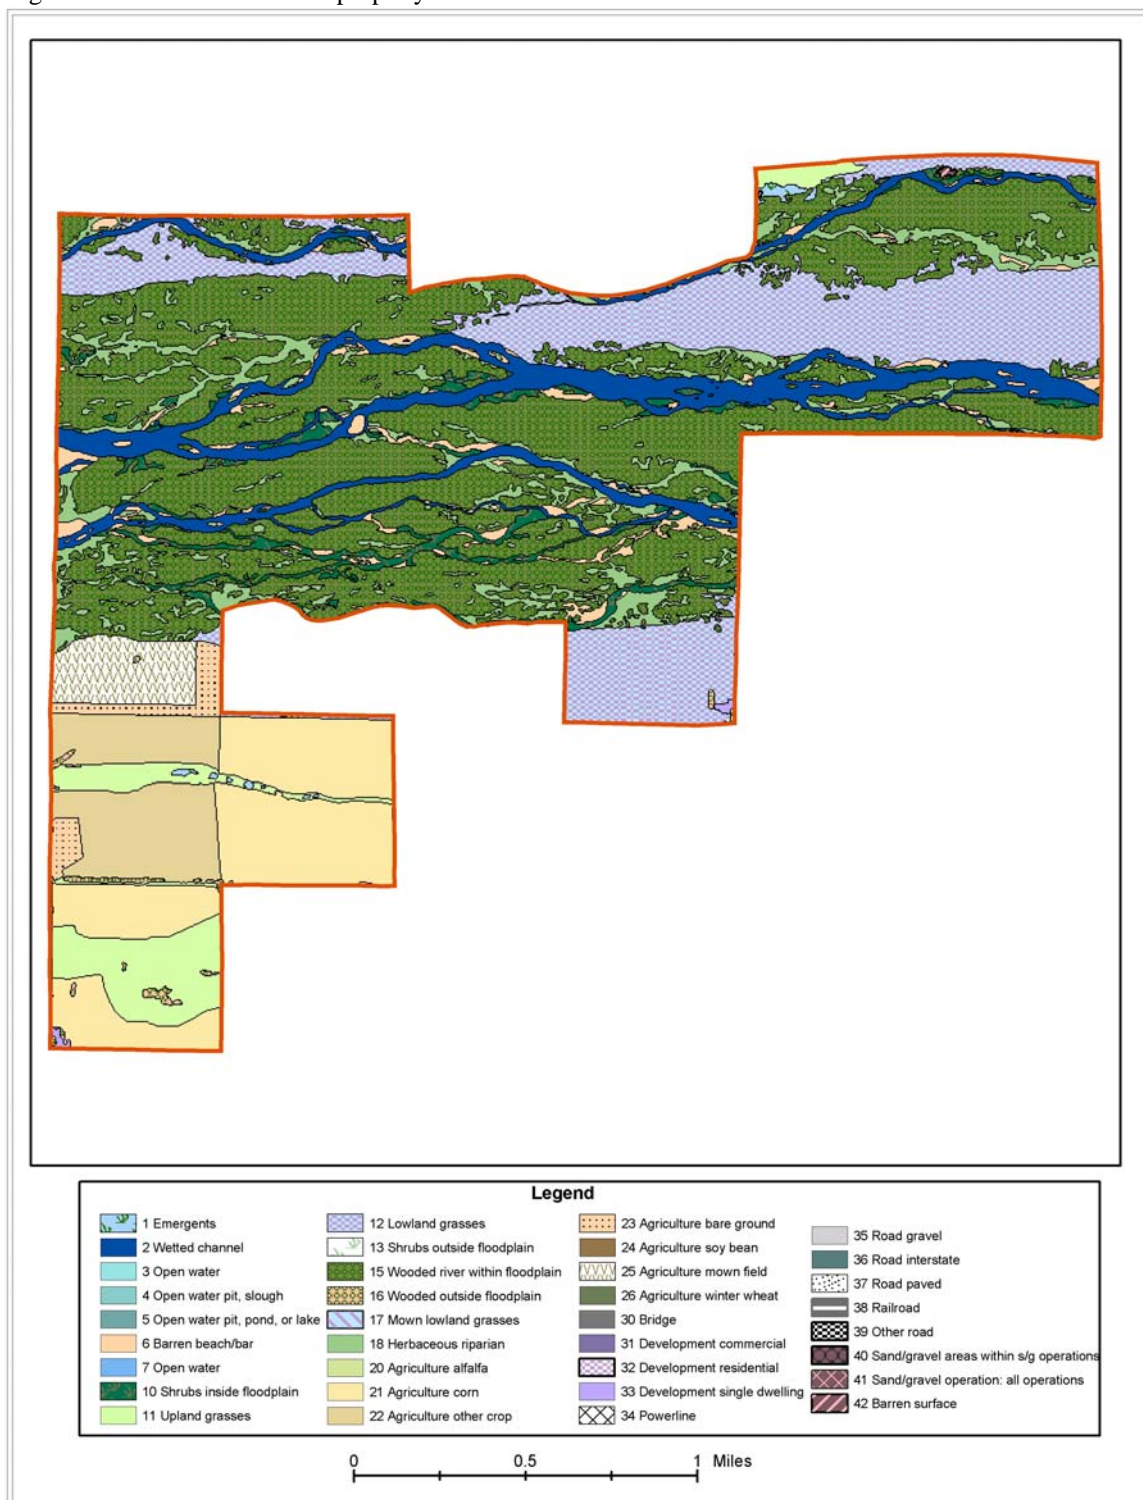 Legend
1 Emergents
2 Wetted channel
3 Open water
4 Open water pit, slough
5 Open water pit, pond, or lake
6 Barren beach/bar
7 Open water
10 Shrubs inside floodplain
11 Upland grasses
12 Lowland grasses
13 Shrubs outside floodplain
15 Wooded river within floodplain
16 Wooded outside floodplain
17 Mown lowland grasses
18 Herbaceous riparian
20 Agriculture alfalfa
21 Agriculture corn
22 Agriculture other crop
23 Agriculture bare ground
24 Agriculture soy bean
25 Agriculture mown field
26 Agriculture winter wheat
30 Bridge
31 Development commercial
32 Development residential
33 Development single dwelling
34 Powerline
35 Road gravel
36 Road interstate
37 Road paved
38 Railroad
39 Other road
40 Sand/gravel areas within s/g operations
41 Sand/gravel operation: all operations
42 Barren surface
0 0.5 1 Miles